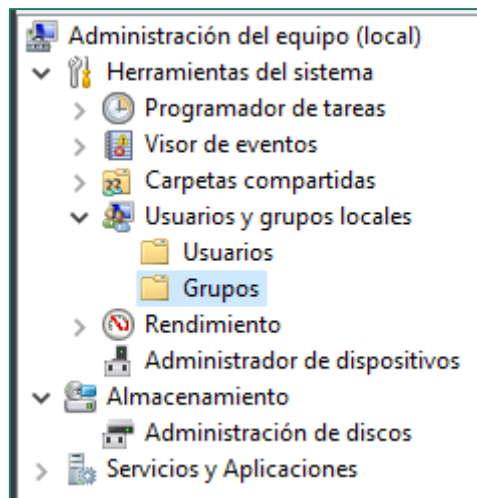 Administración del equipo (local)
Herramientas del sistema
Programador de tareas
Visor de eventos
Carpetas compartidas
Usuarios y grupos locales
Usuarios
Grupos
Rendimiento
Administrador de dispositivos
Almacenamiento
Administración de discos
Servicios y Aplicaciones